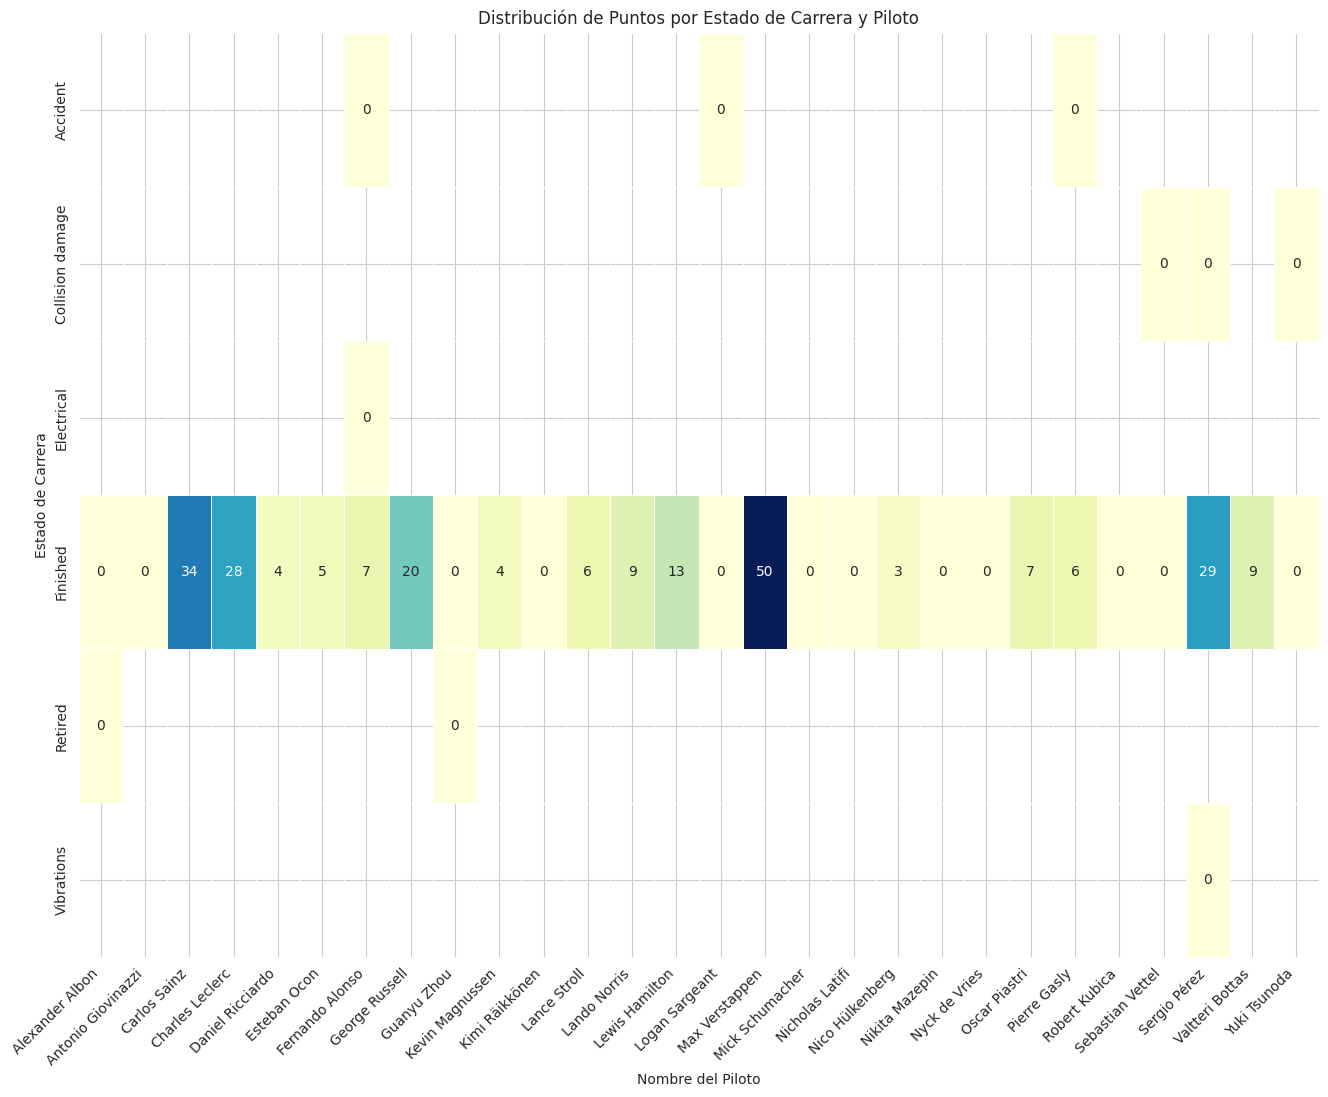 Distribución de Puntos por Estado de Carrera y Piloto
Estado de Carrera
Accident
0 0 0
Collision damage
0 0 0
Electrical
0
Finished
0 0 34 28 4 5 7 20 0 4 0 6 9 13 0 50 0 0 3 0 0 7 6 0 0 29 9 0
Retired
0 0
Vibrations
0
Alexander Albon
Antonio Giovinazzi
Carlos Sainz
Charles Leclerc
Daniel Ricciardo
Esteban Ocon
Fernando Alonso
George Russell
Guanyu Zhou
Kevin Magnussen
Kimi Räikkönen
Lance Stroll
Lando Norris
Lewis Hamilton
Logan Sargeant
Max Verstappen
Mick Schumacher
Nicholas Latifi
Nico Hülkenberg
Nikita Mazepin
Nyck de Vries
Oscar Piastri
Pierre Gasly
Robert Kubica
Sebastian Vettel
Sergio Pérez
Valtteri Bottas
Yuki Tsunoda
Nombre del Piloto